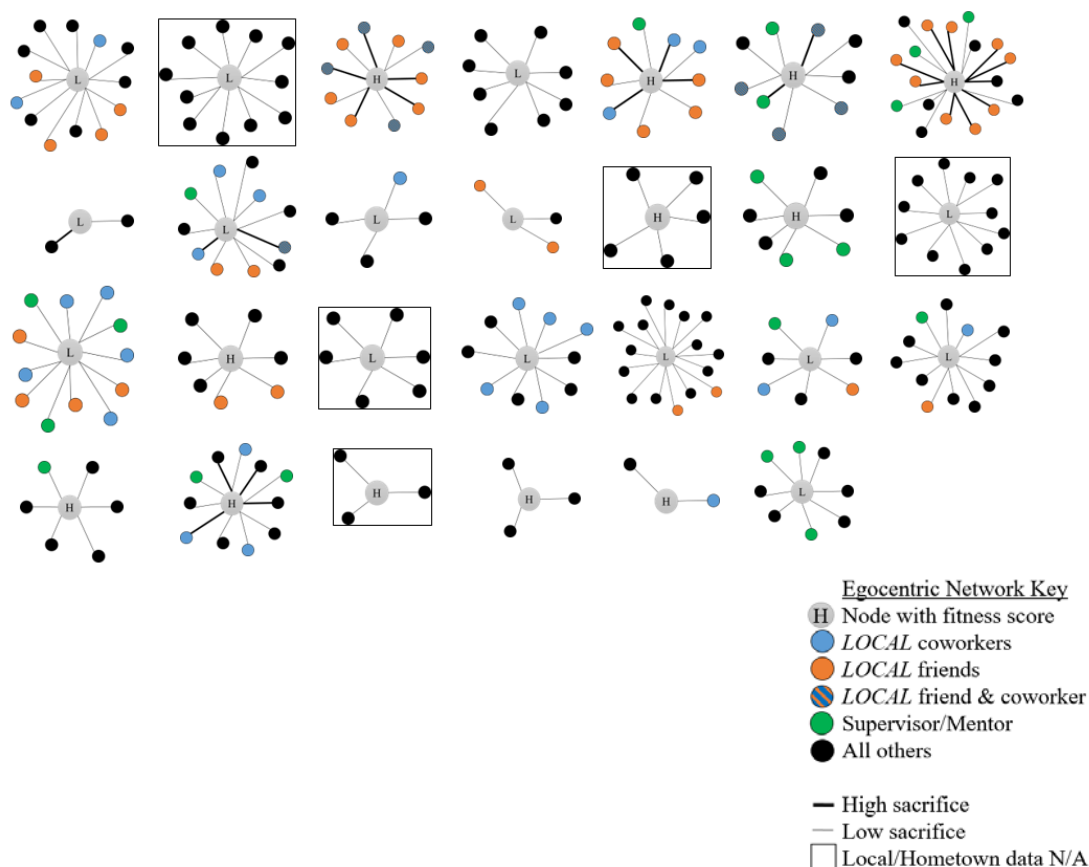 L L H L H H H
L L L L H H L
L H L L L L L
H H H H H L
Egocentric Network Key
H Node with fitness score
LOCAL coworkers
LOCAL friends
LOCAL friend & coworker
Supervisor/Mentor
All others
High sacrifice
Low sacrifice
Local/Hometown data N/A